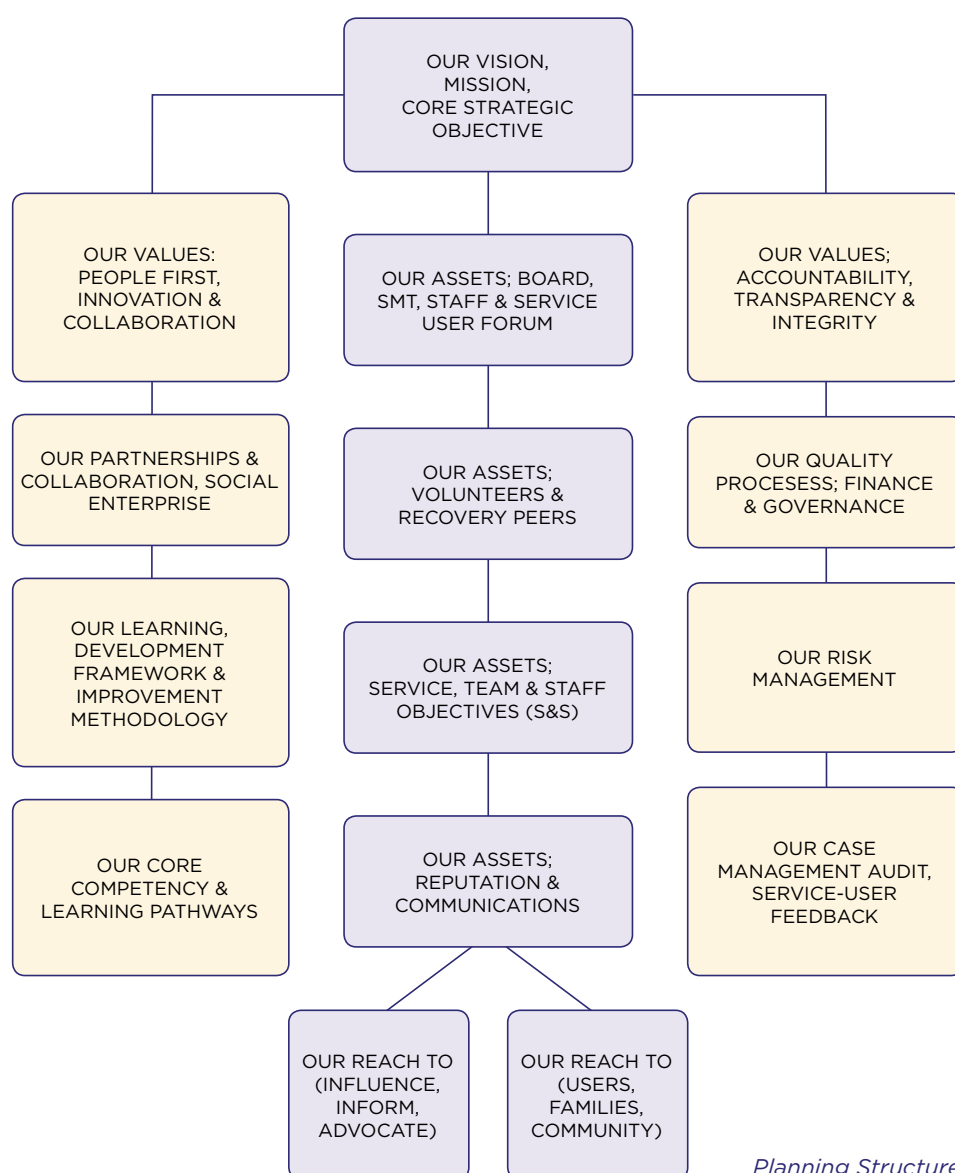 OUR VISION,
MISSION,
CORE STRATEGIC
OBJECTIVE
OUR VALUES:
PEOPLE FIRST,
INNOVATION &
COLLABORATION
OUR ASSETS; BOARD,
SMT, STAFF & SERVICE
USER FORUM
OUR VALUES;
ACCOUNTABILITY,
TRANSPARENCY &
INTEGRITY
OUR PARTNERSHIPS &
COLLABORATION, SOCIAL
ENTERPRISE
OUR ASSETS;
VOLUNTEERS &
RECOVERY PEERS
OUR QUALITY
PROCESESS; FINANCE
& GOVERNANCE
OUR LEARNING,
DEVELOPMENT
FRAMEWORK &
IMPROVEMENT
METHODOLOGY
OUR ASSETS;
SERVICE, TEAM & STAFF
OBJECTIVES (S&S)
OUR RISK
MANAGEMENT
OUR CORE
COMPETENCY &
LEARNING PATHWAYS
OUR ASSETS;
REPUTATION &
COMMUNICATIONS
OUR CASE
MANAGEMENT AUDIT,
SERVICE-USER
FEEDBACK
OUR REACH TO
(INFLUENCE,
INFORM,
ADVOCATE)
OUR REACH TO
(USERS,
FAMILIES,
COMMUNITY)
Planning Structure